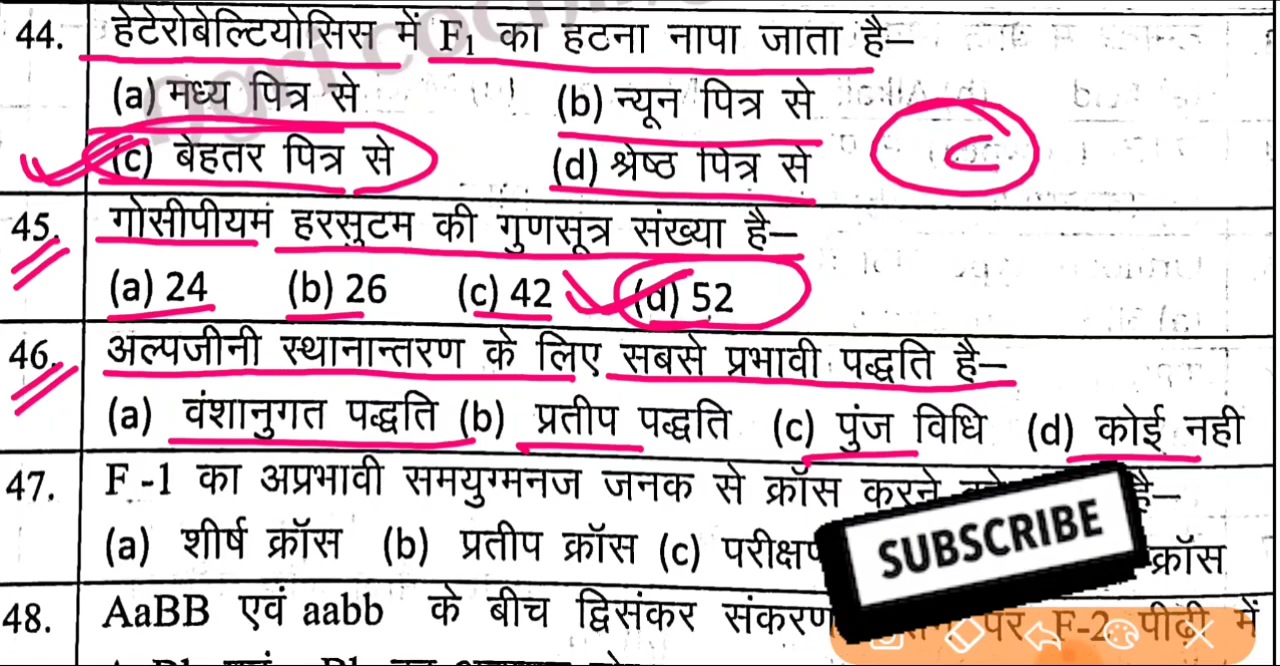 44. हेटेरोबेल्टियोसिस में F₁ का हटना नापा जाता है—
(a) मध्य पित्र से (b) न्यून पित्र से
(c) बेहतर पित्र से (d) श्रेष्ठ पित्र से
45. गोसीपीयमं हरसुटम की गुणसूत्र संख्या है—
(a) 24 (b) 26 (c) 42 (d) 52
46. अल्पजीनी स्थानान्तरण के लिए सबसे प्रभावी पद्धति है—
(a) वंशानुगत पद्धति (b) प्रतीप पद्धति (c) पुंज विधि (d) कोई नही
47. F-1 का अप्रभावी समयुग्मनज जनक से क्रॉस करने है—
(a) शीर्ष क्रॉस (b) प्रतीप क्रॉस (c) क्रॉस
SUBSCRIBE
48. AaBB एवं aabb के बीच द्विसंकर संकरण पर F-2 पीढ़ी में